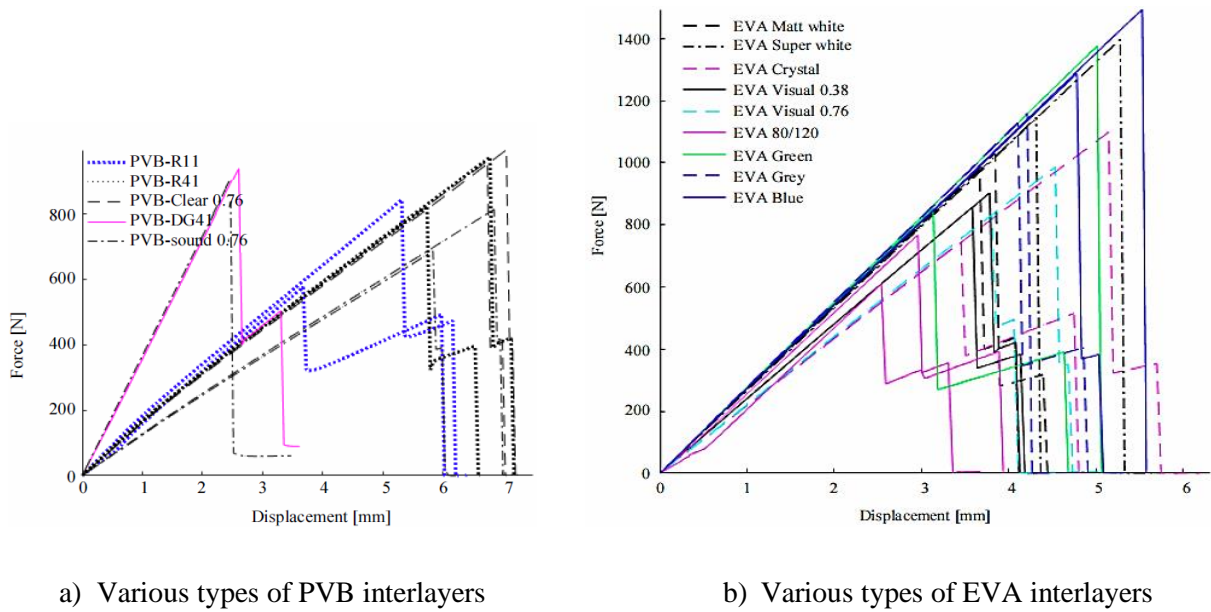 PVB-R11
PVB-R41
PVB-Clear 0.76
PVB-DG41
PVB-sound 0.76
800
600
400
200
0
Force [N]
0 1 2 3 4 5 6 7
Displacement [mm]
a) Various types of PVB interlayers
EVA Matt white
EVA Super white
EVA Crystal
EVA Visual 0.38
EVA Visual 0.76
EVA 80/120
EVA Green
EVA Grey
EVA Blue
1400
1200
1000
800
600
400
200
0
Force [N]
0 1 2 3 4 5 6
Displacement [mm]
b) Various types of EVA interlayers